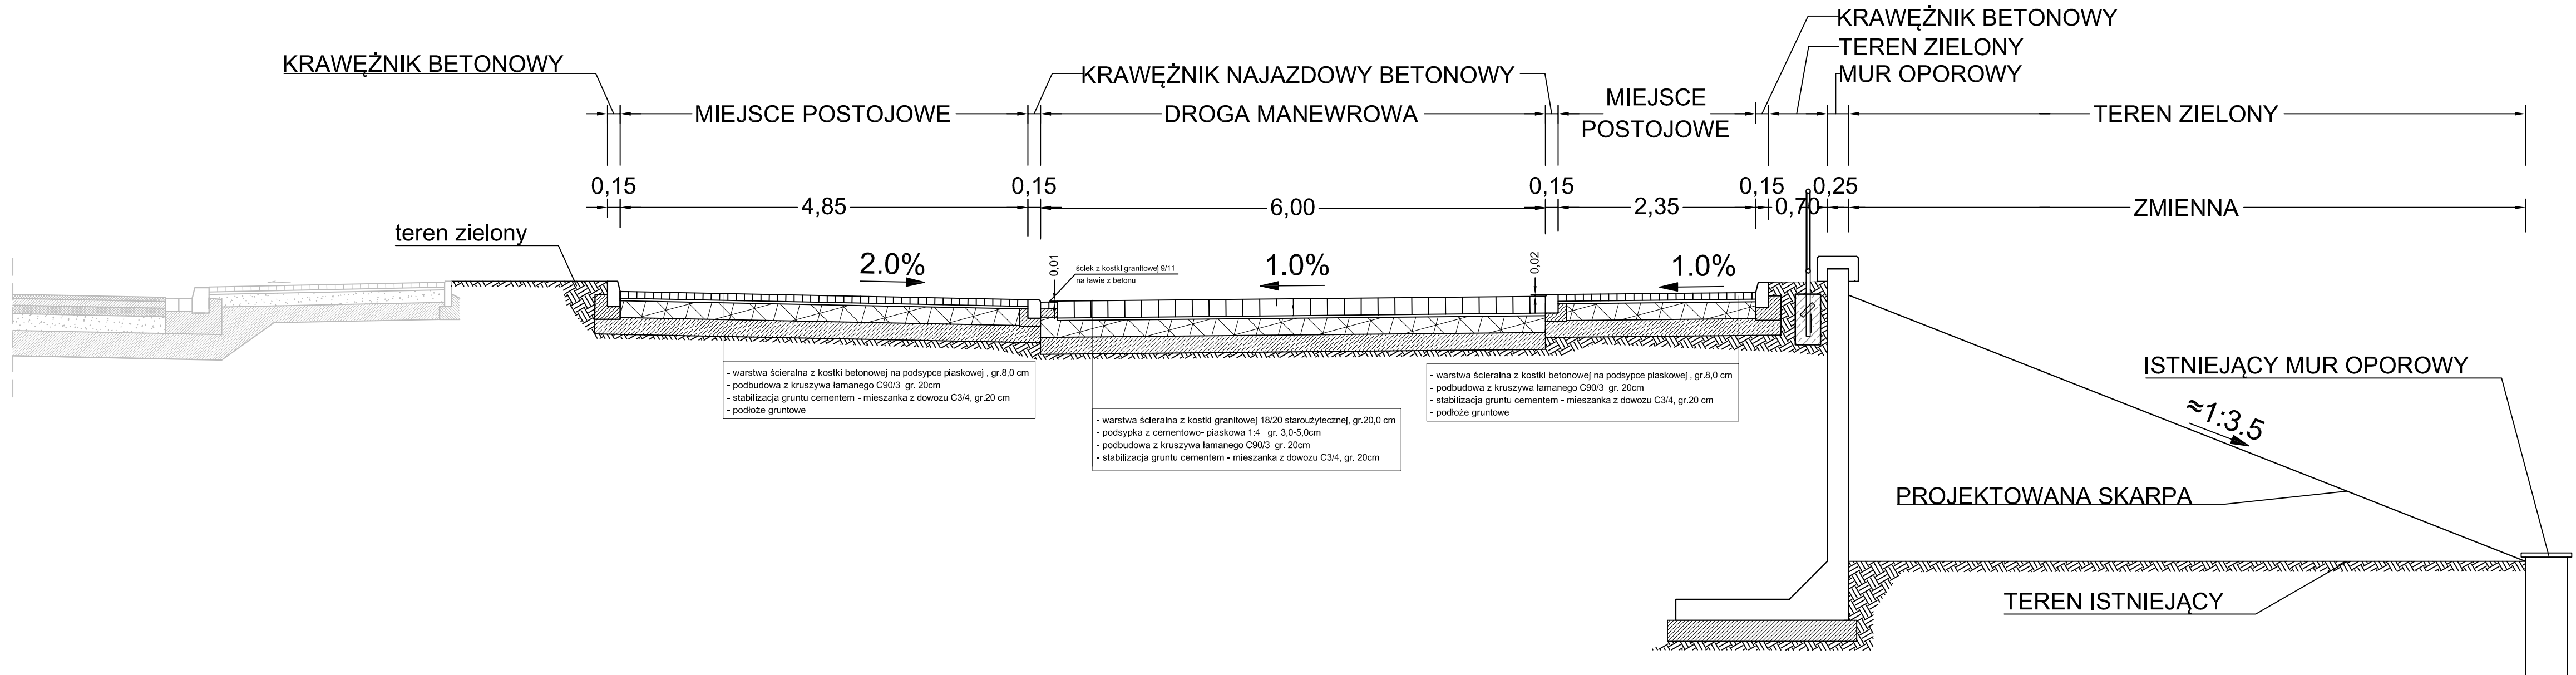 KRAWĘŻNIK BETONOWY
TEREN ZIELONY
MUR OPOROWY
KRAWĘŻNIK BETONOWY
KRAWĘŻNIK NAJAZDOWY BETONOWY
MIEJSCE POSTOJOWE
DROGA MANEWROWA
MIEJSCE
POSTOJOWE
TEREN ZIELONY
0,15 0,15 0,15 0,15 0,25
4,85 6,00 2,35 0,70 ZMIENNA
teren zielony
2.0%
0,01
ściek z kostki granitowej 9/11
na ławie z betonu
1.0%
0,02
1.0%
- warstwa ścieralna z kostki betonowej na podsypce piaskowej , gr.8,0 cm
- podbudowa z kruszywa łamanego C90/3 gr. 20cm
- stabilizacja gruntu cementem - mieszanka z dowozu C3/4, gr.20 cm
- podłoże gruntowe
- warstwa ścieralna z kostki granitowej 18/20 staroużytecznej, gr.20,0 cm
- podsypka z cementowo- piaskowa 1:4 gr. 3,0-5,0cm
- podbudowa z kruszywa łamanego C90/3 gr. 20cm
- stabilizacja gruntu cementem - mieszanka z dowozu C3/4, gr. 20cm
- warstwa ścieralna z kostki betonowej na podsypce piaskowej , gr.8,0 cm
- podbudowa z kruszywa łamanego C90/3 gr. 20cm
- stabilizacja gruntu cementem - mieszanka z dowozu C3/4, gr,20 cm
- podłoże gruntowe
ISTNIEJĄCY MUR OPOROWY
≈1:3.5
PROJEKTOWANA SKARPA
TEREN ISTNIEJĄCY